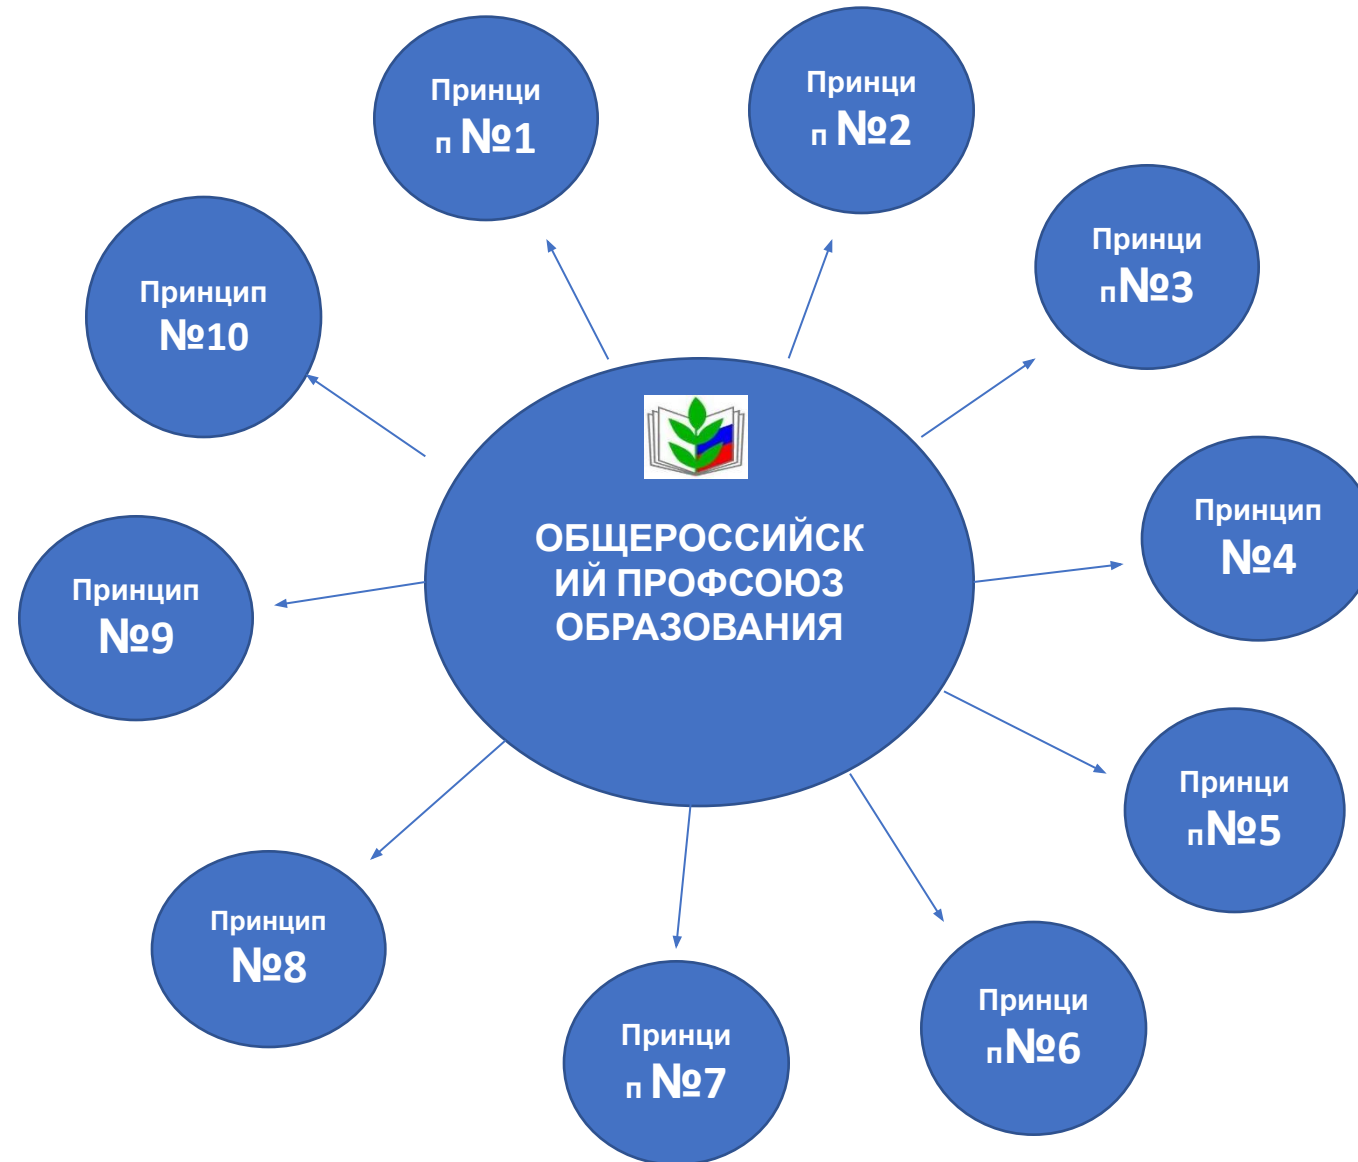 Принци
п №1
Принци
п №2
Принци
п№3
Принцип
№4
Принци
п№5
Принци
п№6
Принци
п №7
Принцип
№8
Принцип
№9
Принцип
№10
ОБЩЕРОССИЙСК
ИЙ ПРОФСОЮЗ
ОБРАЗОВАНИЯ